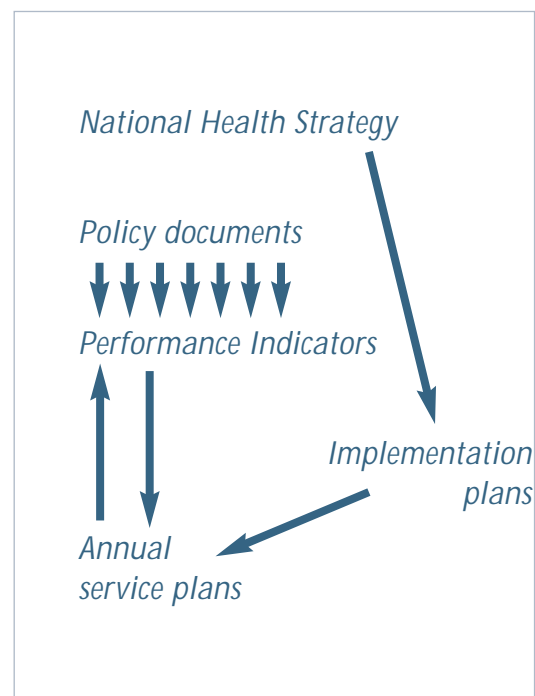 National Health Strategy
Policy documents
Performance Indicators
Implementation
plans
Annual
service plans